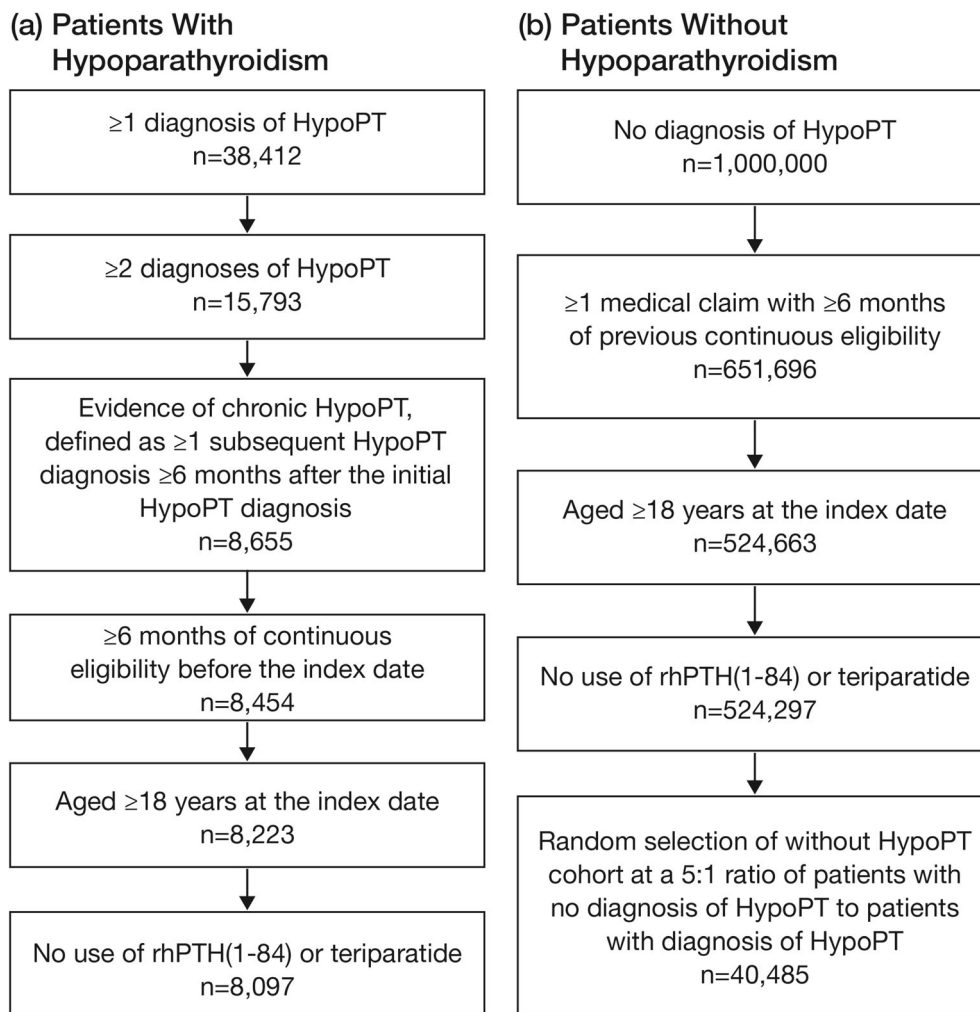 (a) Patients With
Hypoparathyroidism
≥1 diagnosis of HypoPT
n=38,412
≥2 diagnoses of HypoPT
n=15,793
Evidence of chronic HypoPT,
defined as ≥1 subsequent HypoPT
diagnosis ≥6 months after the initial
HypoPT diagnosis
n=8,655
≥6 months of continuous
eligibility before the index date
n=8,454
Aged ≥18 years at the index date
n=8,223
No use of rhPTH(1-84) or teriparatide
n=8,097
(b) Patients Without
Hypoparathyroidism
No diagnosis of HypoPT
n=1,000,000
≥1 medical claim with ≥6 months
of previous continuous eligibility
n=651,696
Aged ≥18 years at the index date
n=524,663
No use of rhPTH(1-84) or teriparatide
n=524,297
Random selection of without HypoPT
cohort at a 5:1 ratio of patients with
no diagnosis of HypoPT to patients
with diagnosis of HypoPT
n=40,485